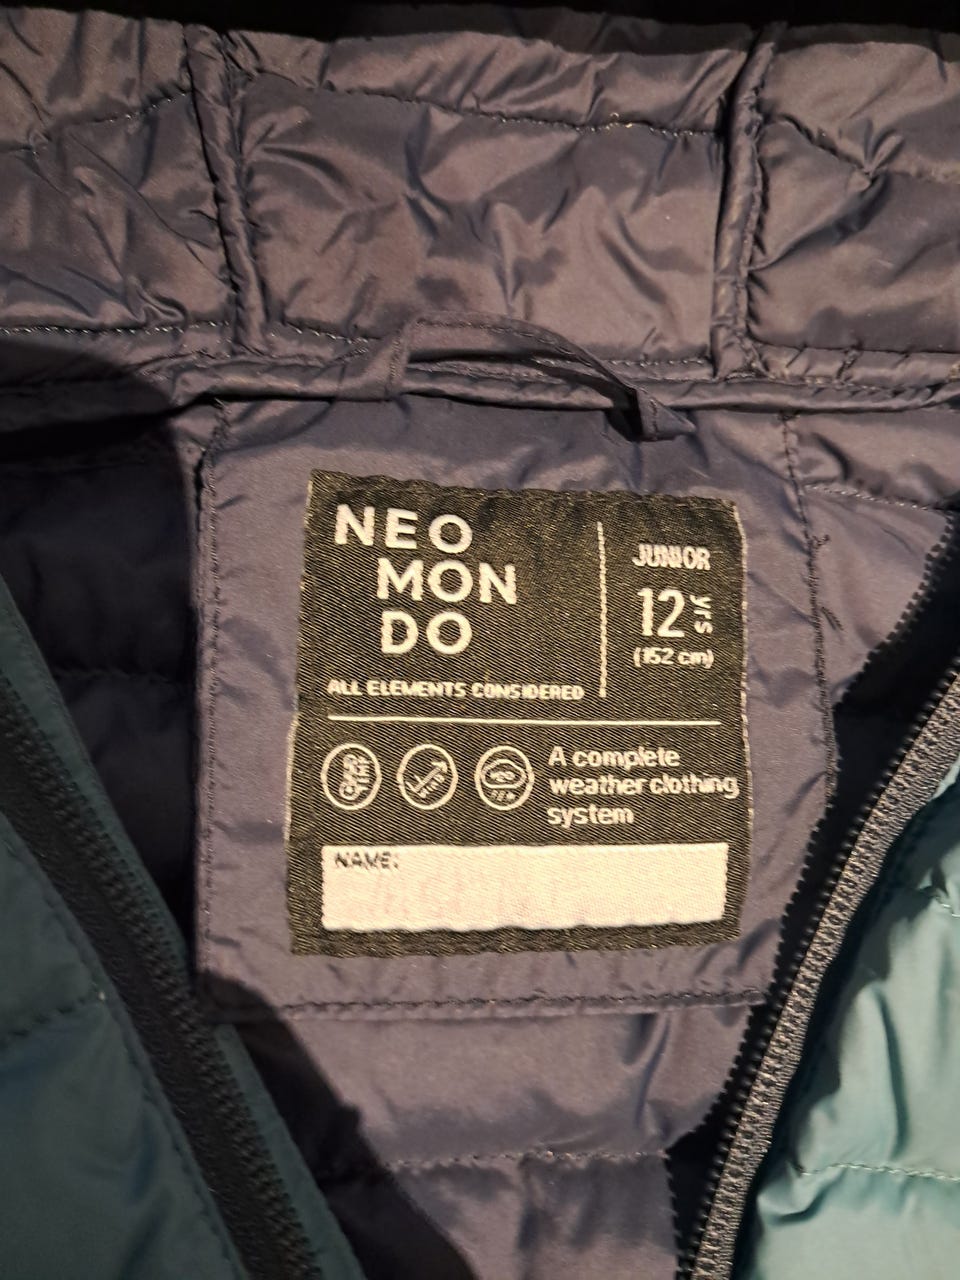 NEO
MON
DO
JUNIOR
12 yrs
(152 cm)
ALL ELEMENTS CONSIDERED
A complete
weather clothing
system
NAME: